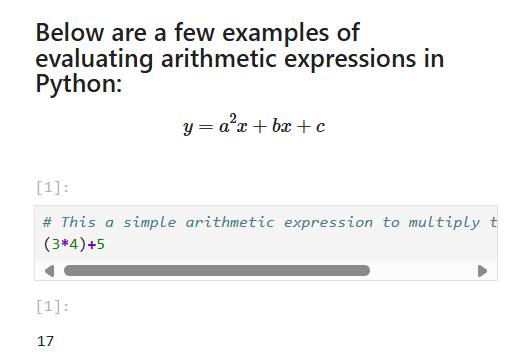 Below are a few examples of
evaluating arithmetic expressions in
Python:
y = a²x + bx + c
[1]:
# This a simple arithmetic expression to multiply t
(3*4)+5
[1]:
17